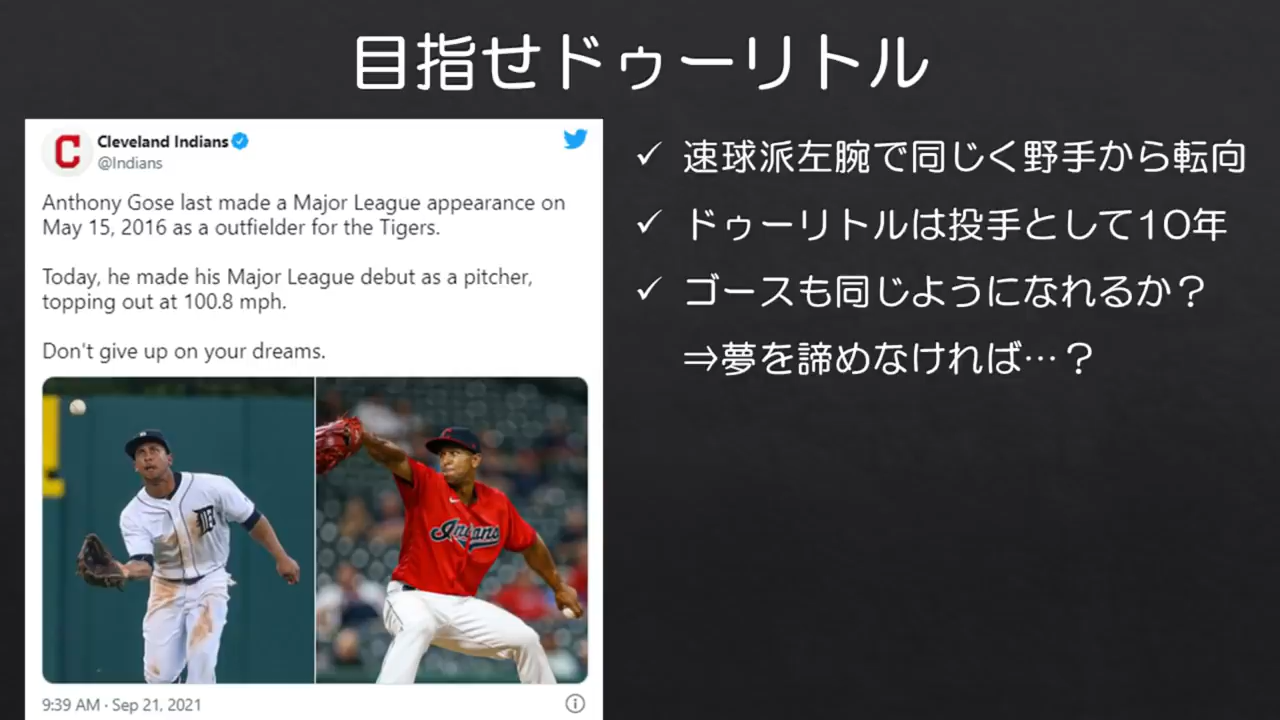 目指せドゥーリトル
Cleveland Indians
@Indians
Anthony Gose last made a Major League appearance on
May 15, 2016 as a outfielder for the Tigers.
Today, he made his Major League debut as a pitcher,
topping out at 100.8 mph.
Don't give up on your dreams.
Indians
9:39 AM · Sep 21, 2021
✓ 速球派左腕で同じく野手から転向
✓ ドゥーリトルは投手として10年
✓ ゴースも同じようになれるか？
⇒夢を諦めなければ…？